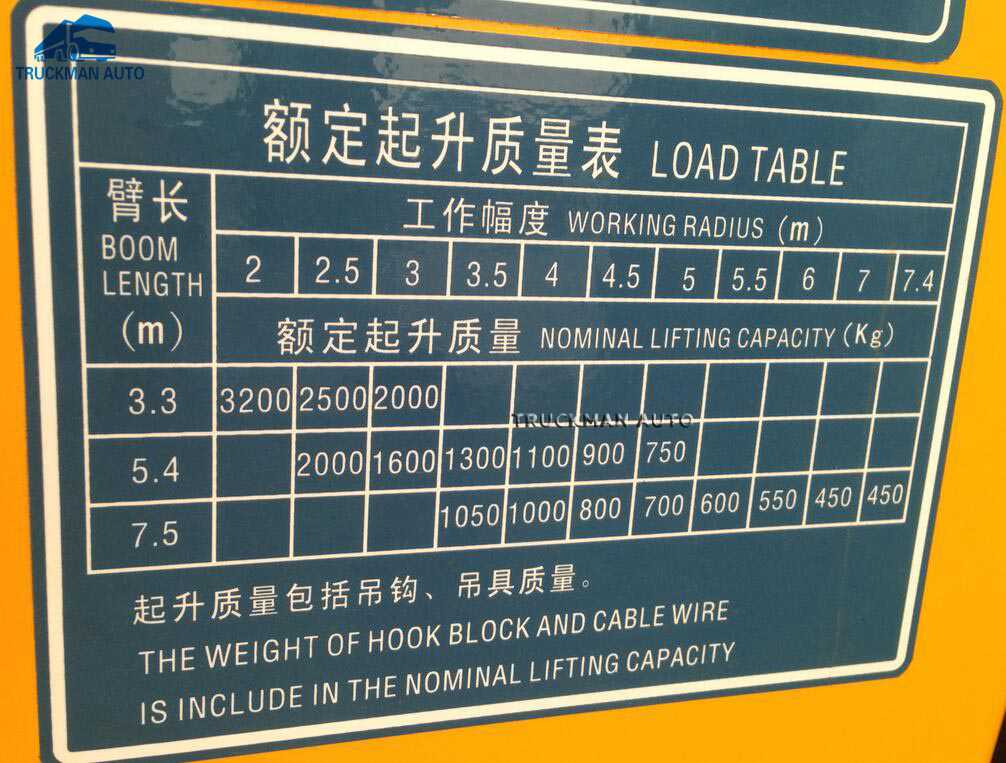 TRUCKMAN AUTO
额定起升质量表 LOAD TABLE
臂长 BOOM LENGTH (m)
工作幅度 WORKING RADIUS (m)
2 2.5 3 3.5 4 4.5 5 5.5 6 7 7.4
额定起升质量 NOMINAL LIFTING CAPACITY (Kg)
3.3 3200 2500 2000
TRUCKMAN AUTO
5.4 2000 1600 1300 1100 900 750
7.5 1050 1000 800 700 600 550 450 450
起升质量包括吊钩、吊具质量。
THE WEIGHT OF HOOK BLOCK AND CABLE WIRE
IS INCLUDE IN THE NOMINAL LIFTING CAPACITY